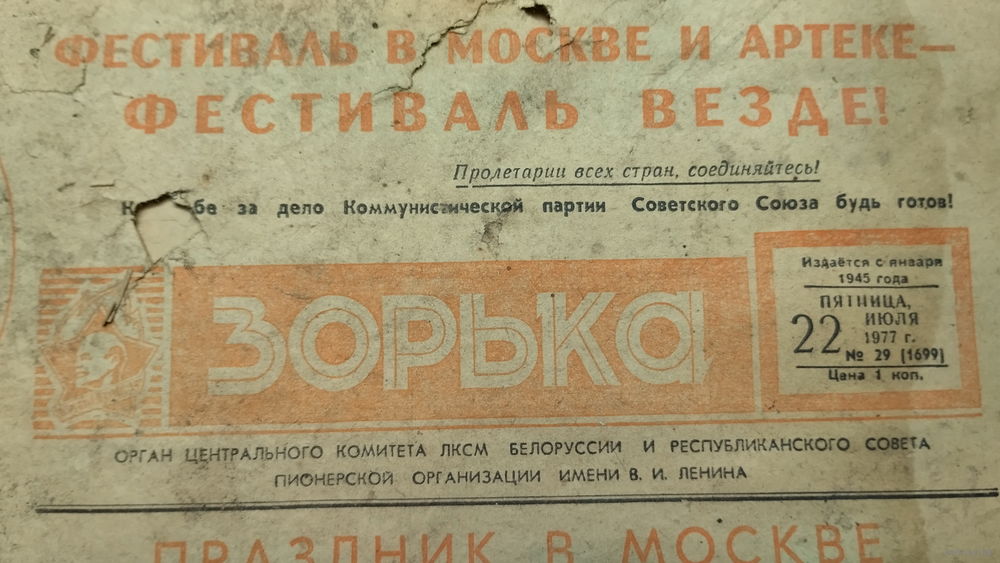 ФЕСТИВАЛЬ В МОСКВЕ И АРТЕКЕ—
ФЕСТИВАЛЬ ВЕЗДЕ!
Пролетарии всех стран, соединяйтесь!
за дело Коммунистической партии Советского Союза будь готов!
ЗОРЬКА
Издаётся с января
1945 года
ПЯТНИЦА,
22 ИЮЛЯ
1977 г.
№ 29 (1699)
Цена 1 коп.
ОРГАН ЦЕНТРАЛЬНОГО КОМИТЕТА ЛКСМ БЕЛОРУССИИ И РЕСПУБЛИКАНСКОГО СОВЕТА
ПИОНЕРСКОЙ ОРГАНИЗАЦИИ ИМЕНИ В. И. ЛЕНИНА
ПРАЗДНИК В МОСКВЕ